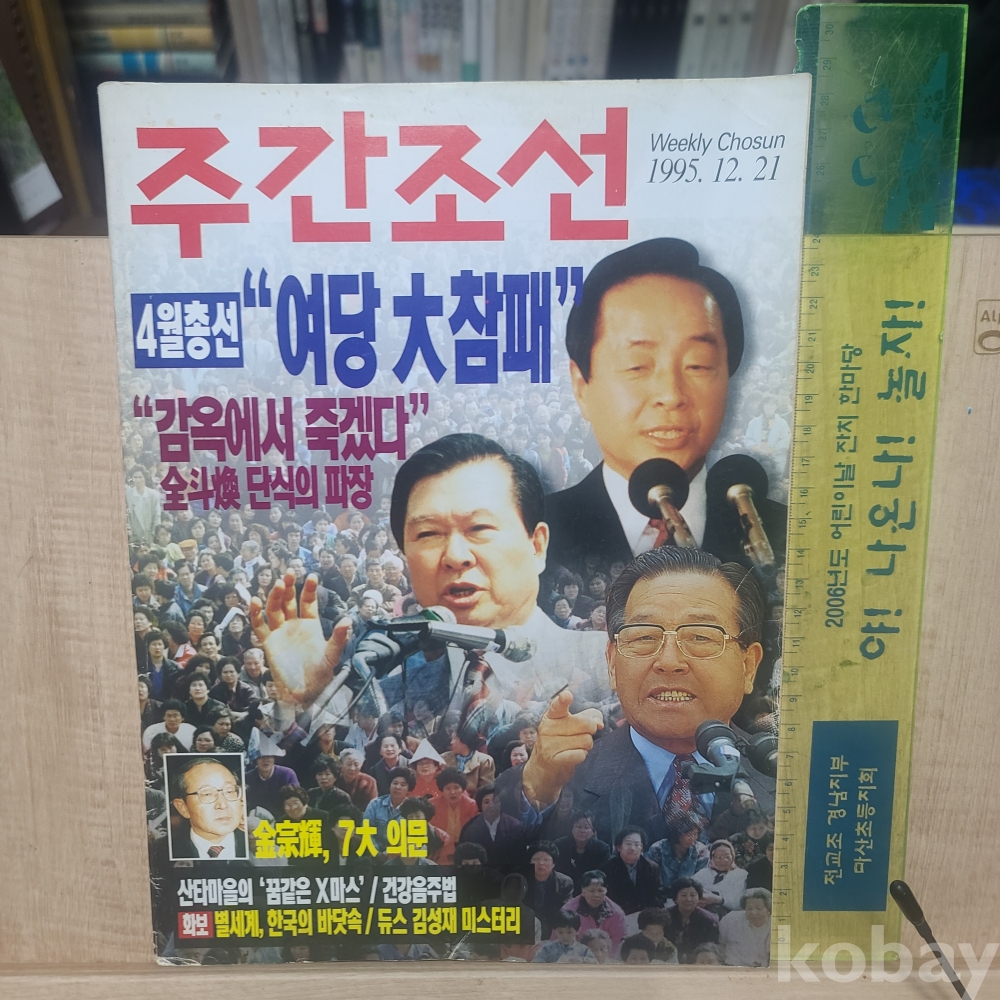 주간조선
Weekly Chosun
1995. 12. 21
4월총선 “여당 大참패”
“감옥에서 죽겠다”
全斗煥 단식의 파장
金宗輝, 7大 의문
산타마을의 ‘꿈같은 X마스’ / 건강음주법
화보 별세계, 한국의 바닷속 / 듀스 김성재 미스터리
2006년도 어린이날 잔치 한마당
야! 나온나! 놀자!
전교조 경남지부
마산초등지회
kobay